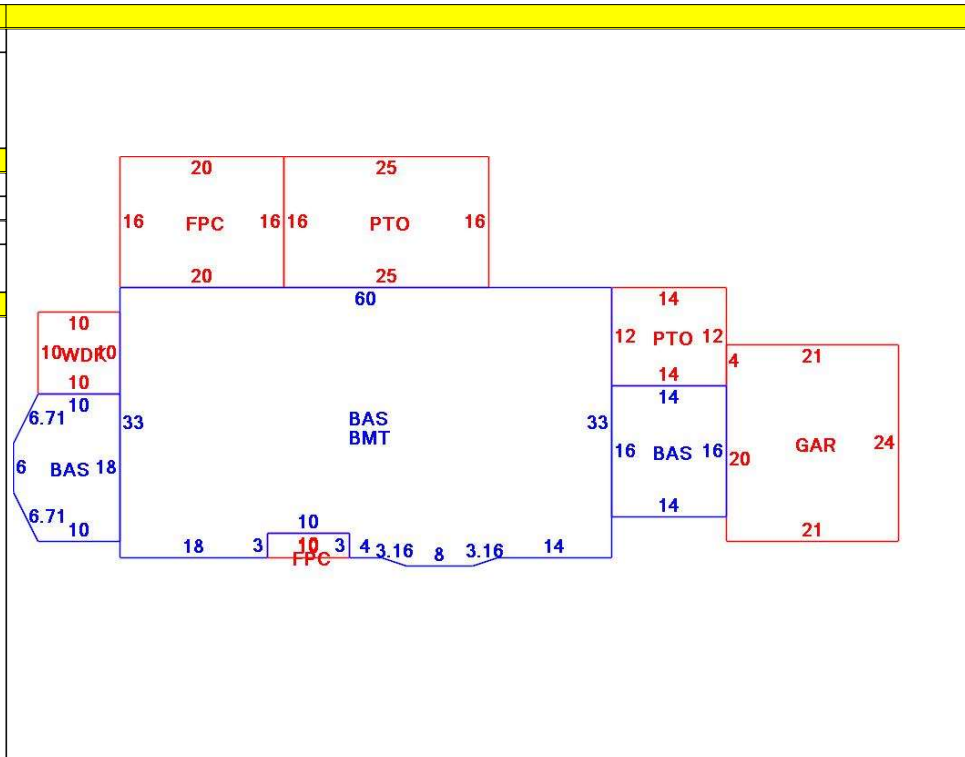 20 25
16 FPC 16 16 PTO 16
20 25
60 14
10 12 PTO 12
10 WDK 10 4 21
10 14
10 14
6.71 33 BAS 33
BMT
16 BAS 16 GAR 24
6 BAS 18 20
6.71 14
10 10 21
18 3 10 3 4 3.16 8 3.16 14
FPC